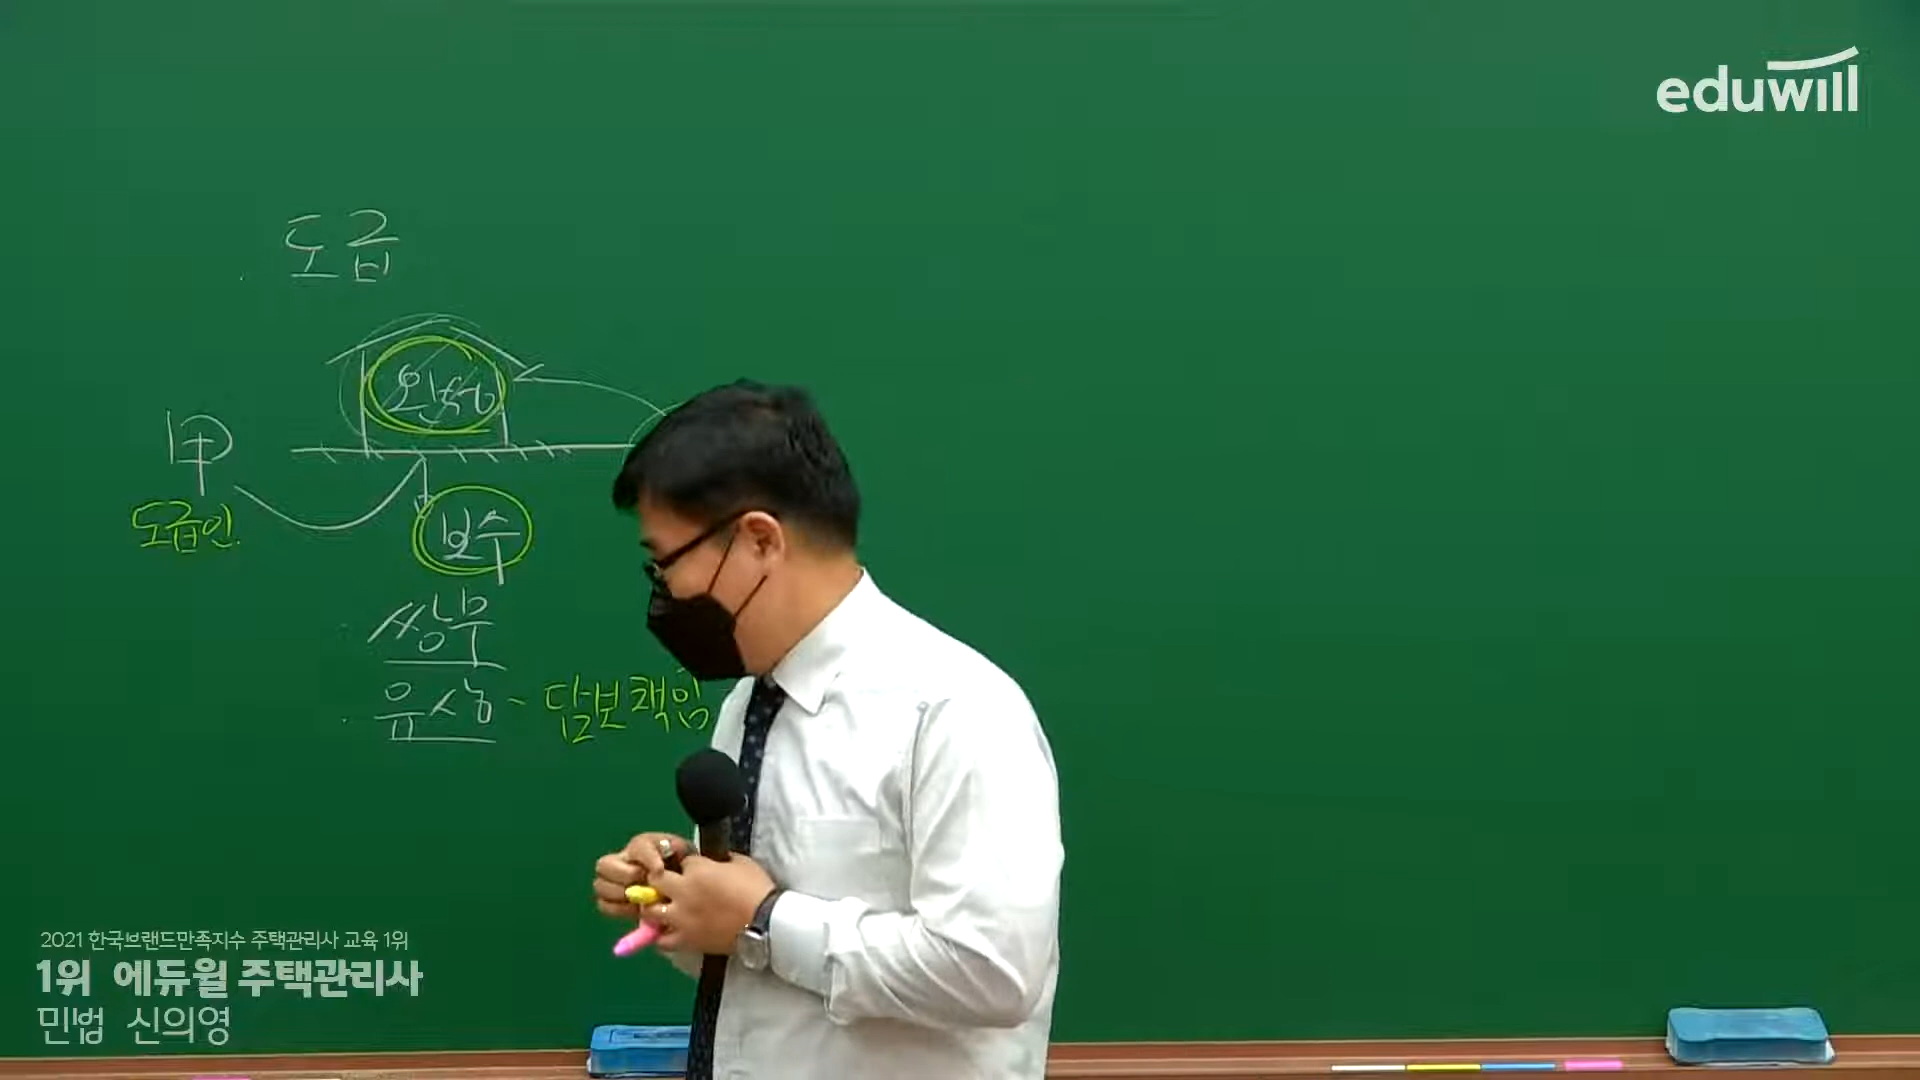 eduwill
도급
완성
甲
도급인
보수
쌍무
유상 ~ 담보책임
2021 한국브랜드만족지수 주택관리사 교육 1위
1위 에듀윌 주택관리사
민법 신의영